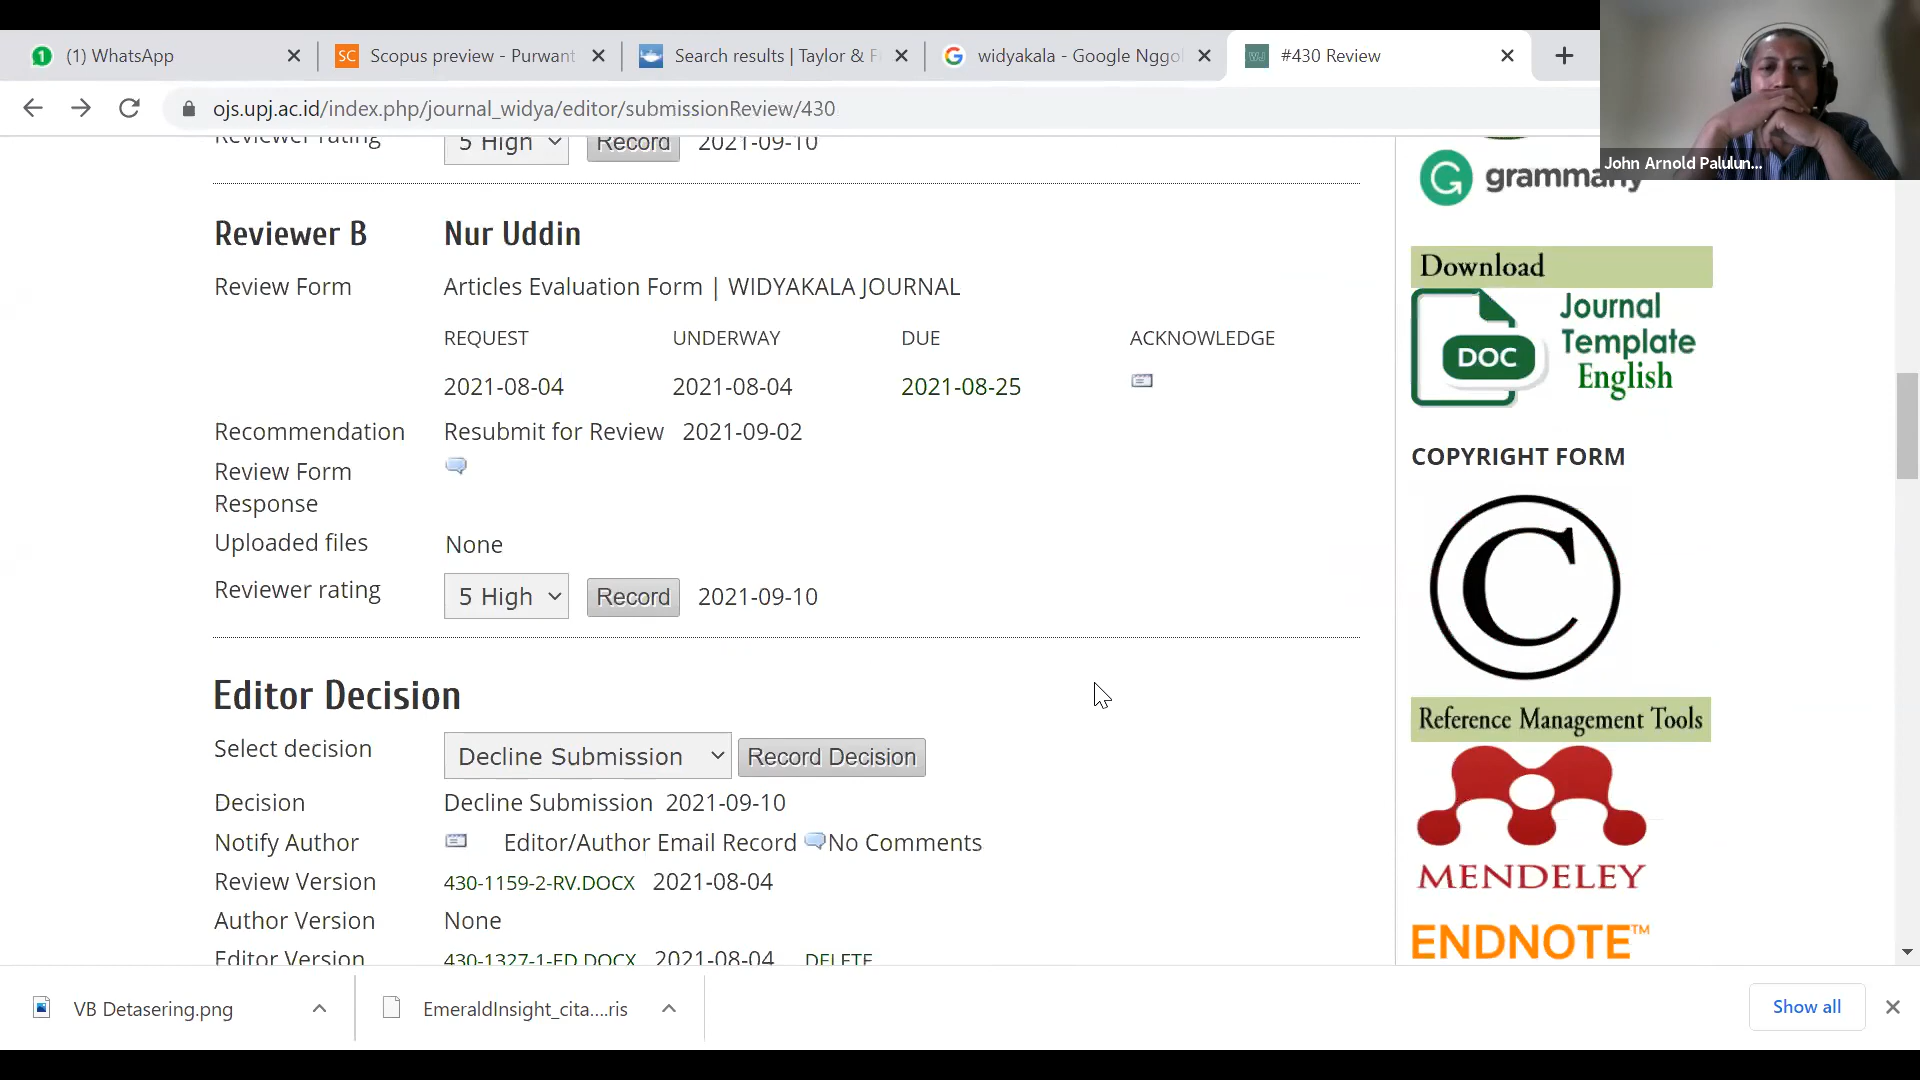 (1) WhatsApp
SC Scopus preview - Purwant
Search results | Taylor & F
widyakala - Google Nggol
#430 Review
ojs.upj.ac.id/index.php/journal_widya/editor/submissionReview/430
John Arnold Palulun...
Reviewer rating 5 High Record 2021-09-10
grammarly
Reviewer B Nur Uddin
Review Form Articles Evaluation Form | WIDYAKALA JOURNAL
REQUEST UNDERWAY DUE ACKNOWLEDGE
2021-08-04 2021-08-04 2021-08-25
Recommendation Resubmit for Review 2021-09-02
Review Form
Response
Uploaded files None
Reviewer rating 5 High Record 2021-09-10
Editor Decision
Select decision Decline Submission Record Decision
Decision Decline Submission 2021-09-10
Notify Author Editor/Author Email Record No Comments
Review Version 430-1159-2-RV.DOCX 2021-08-04
Author Version None
Editor Version 430-1327-1-ED.DOCX 2021-08-04 DELETE
Download
Journal
Template
English
DOC
COPYRIGHT FORM
C
Reference Management Tools
MENDELEY
ENDNOTE™
VB Detasering.png
EmeraldInsight_cita....ris
Show all